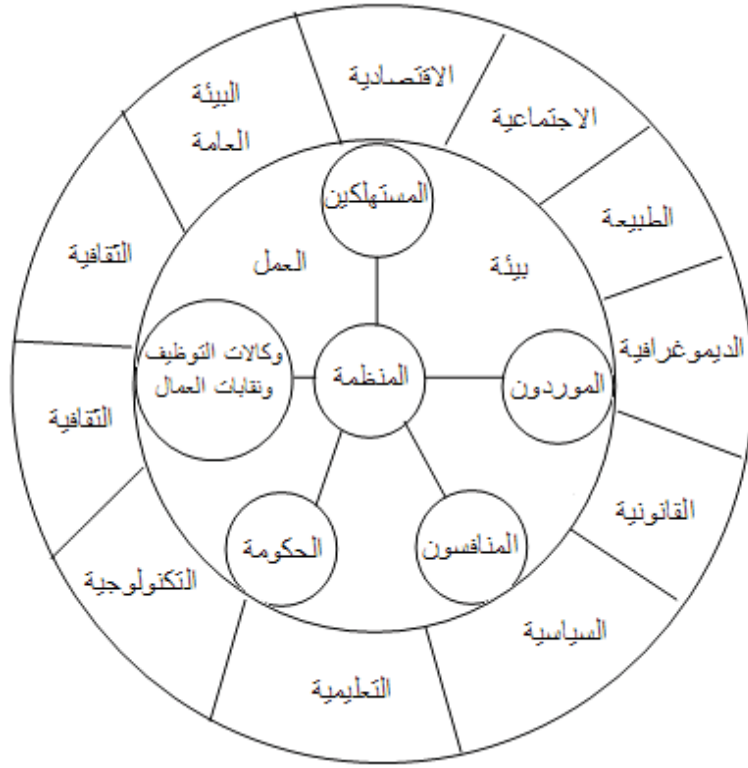 البيئة
العامة
الاقتصادية
الاجتماعية
الطبيعة
الديموغرافية
القانونية
السياسية
التعليمية
التكنولوجية
الثقافية
الثقافية
بيئة
العمل
المستهلكين
الموردون
المنافسون
الحكومة
وكالات التوظيف
ونقابات العمال
المنظمة